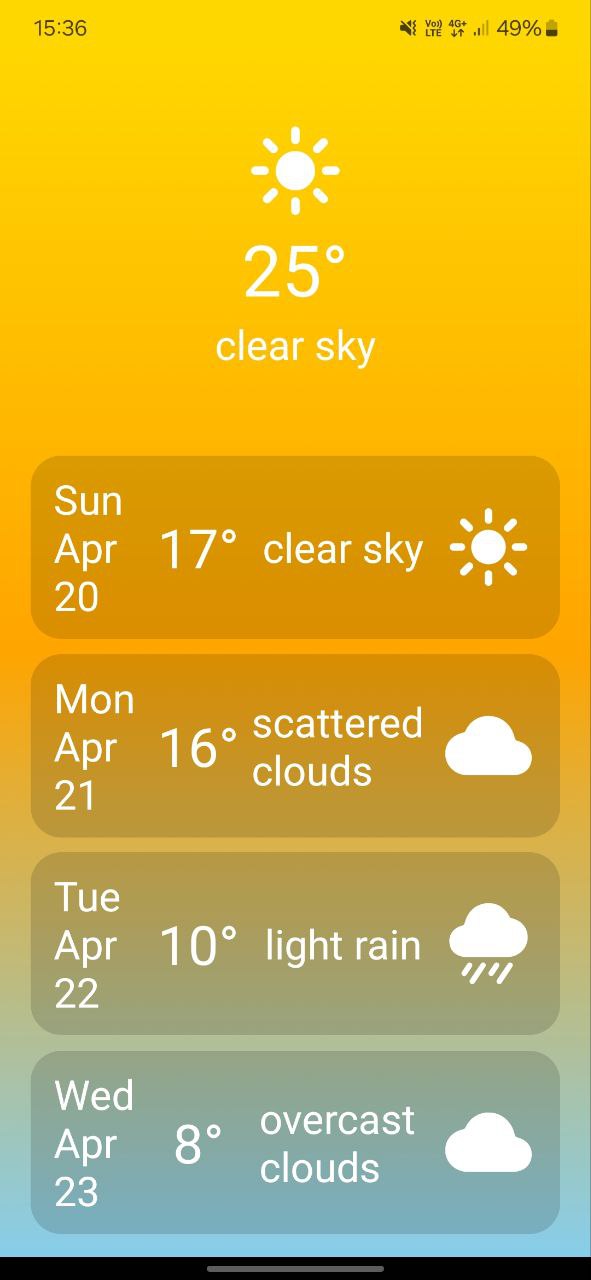 15:36 Vo)) LTE 4G+ 49%
25°
clear sky
Sun
Apr
20
17°
clear sky
Mon
Apr
21
16°
scattered
clouds
Tue
Apr
22
10°
light rain
Wed
Apr
23
8°
overcast
clouds